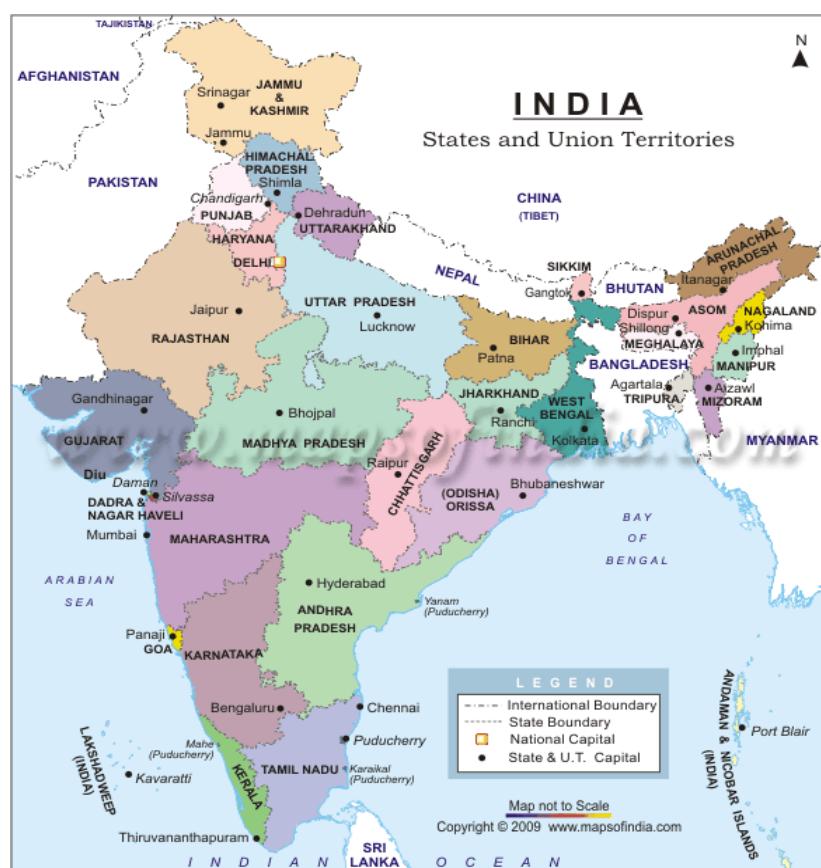 TAJIKISTAN
AFGHANISTAN
N
INDIA
States and Union Territories
JAMMU
&
KASHMIR
Srinagar
Jammu
HIMACHAL
PRADESH
Shimla
PAKISTAN
Chandigarh
PUNJAB
Dehradun
UTTARAKHAND
CHINA
(TIBET)
HARYANA
DELHI
NEPAL
SIKKIM
Gangtok
BHUTAN
ARUNACHAL
PRADESH
Itanagar
UTTAR PRADESH
Lucknow
Jaipur
RAJASTHAN
BIHAR
Patna
Dispur
ASOM
Shillong
MEGHALAYA
NAGALAND
Kohima
Imphal
MANIPUR
BANGLADESH
Agartala
TRIPURA
Aizawl
MIZORAM
MYANMAR
Gandhinagar
GUJARAT
Bhojpal
MADHYA PRADESH
JHARKHAND
Ranchi
WEST
BENGAL
Kolkata
www.mapsofindia.com
Diu
Daman
Silvassa
DADRA &
NAGAR HAVELI
Mumbai
MAHARASHTRA
Raipur
CHHATTISGARH
(ODISHA)
ORISSA
Bhubaneshwar
BAY
OF
BENGAL
ARABIAN
SEA
Hyderabad
ANDHRA
PRADESH
Yanam
(Puducherry)
Panaji
GOA
KARNATAKA
Bengaluru
Chennai
Puducherry
Mahe
(Puducherry)
TAMIL NADU
Karaikal
(Puducherry)
KERALA
LAKSHADWEEP
(INDIA)
Kavaratti
Thiruvananthapuram
ANDAMAN & NICOBAR ISLANDS
(INDIA)
Port Blair
LEGEND
International Boundary
State Boundary
National Capital
State & U.T. Capital
Map not to Scale
Copyright © 2009 www.mapsofindia.com
SRI
LANKA
INDIAN OCEAN